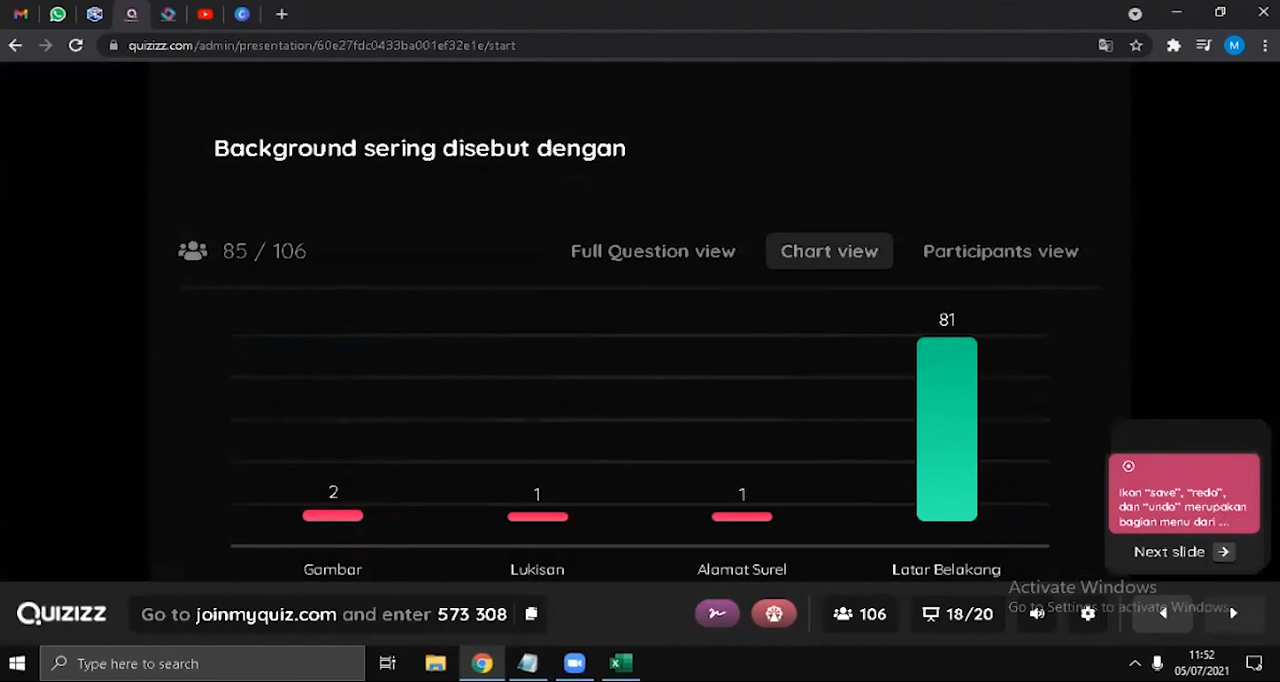 quizizz.com/admin/presentation/60e27fdc0433ba001ef32e1e/start
M
Background sering disebut dengan
85 / 106
Full Question view
Chart view
Participants view
81
2
1
1
Gambar
Lukisan
Alamat Surel
Latar Belakang
Ikon "save", "redo",
dan "undo" merupakan
bagian menu dari ...
Next slide
Activate Windows
Go to Settings to activate Windows.
Quizizz
Go to joinmyquiz.com and enter 573 308
106
18/20
Type here to search
11:52
05/07/2021